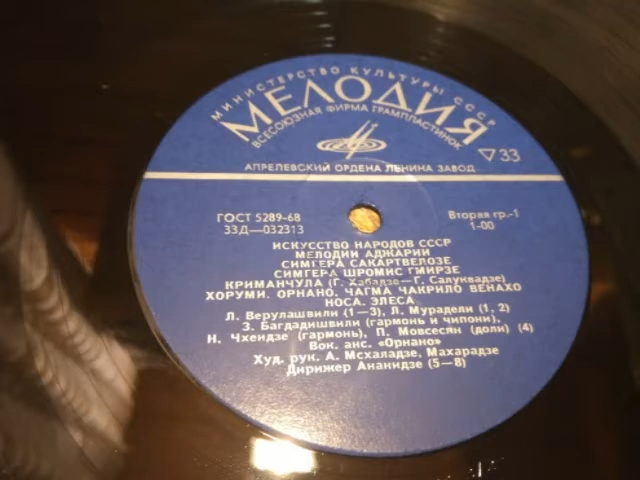 МИНИСТЕРСТВО КУЛЬТУРЫ СССР
МЕЛОДИЯ
ВСЕСОЮЗНАЯ ФИРМА ГРАМПЛАСТИНОК
АПРЕЛЕВСКИЙ ОРДЕНА ЛЕНИНА ЗАВОД
▽33
ГОСТ 5289-68
Вторая гр.-1
33Д—032313
1-00
ИСКУССТВО НАРОДОВ СССР
МЕЛОДИИ АДЖАРИИ
СИМГЕРА САКАРТВЕЛОЗЕ
СИМГЕРА ШРОМИС ГМИРЗЕ
КРИМАНЧУЛА (Г. Хабадзе—Г. Салуквадзе)
ХОРУМИ. ОРНАНО. ЧАГМА ЧАКРИЛО ВЕНАХО
НОСА. ЭЛЕСА
Л. Верулашвили (1—3), Л. Мурадели (1, 2)
З. Багдадишвили (гармонь и чипони),
Н. Чхеидзе (гармонь), П. Мовсесян (доли) (4)
Вок. анс. «Орнано»
Худ. рук. А. Мсхаладзе, Махарадзе
Дирижер Ананидзе (5—8)